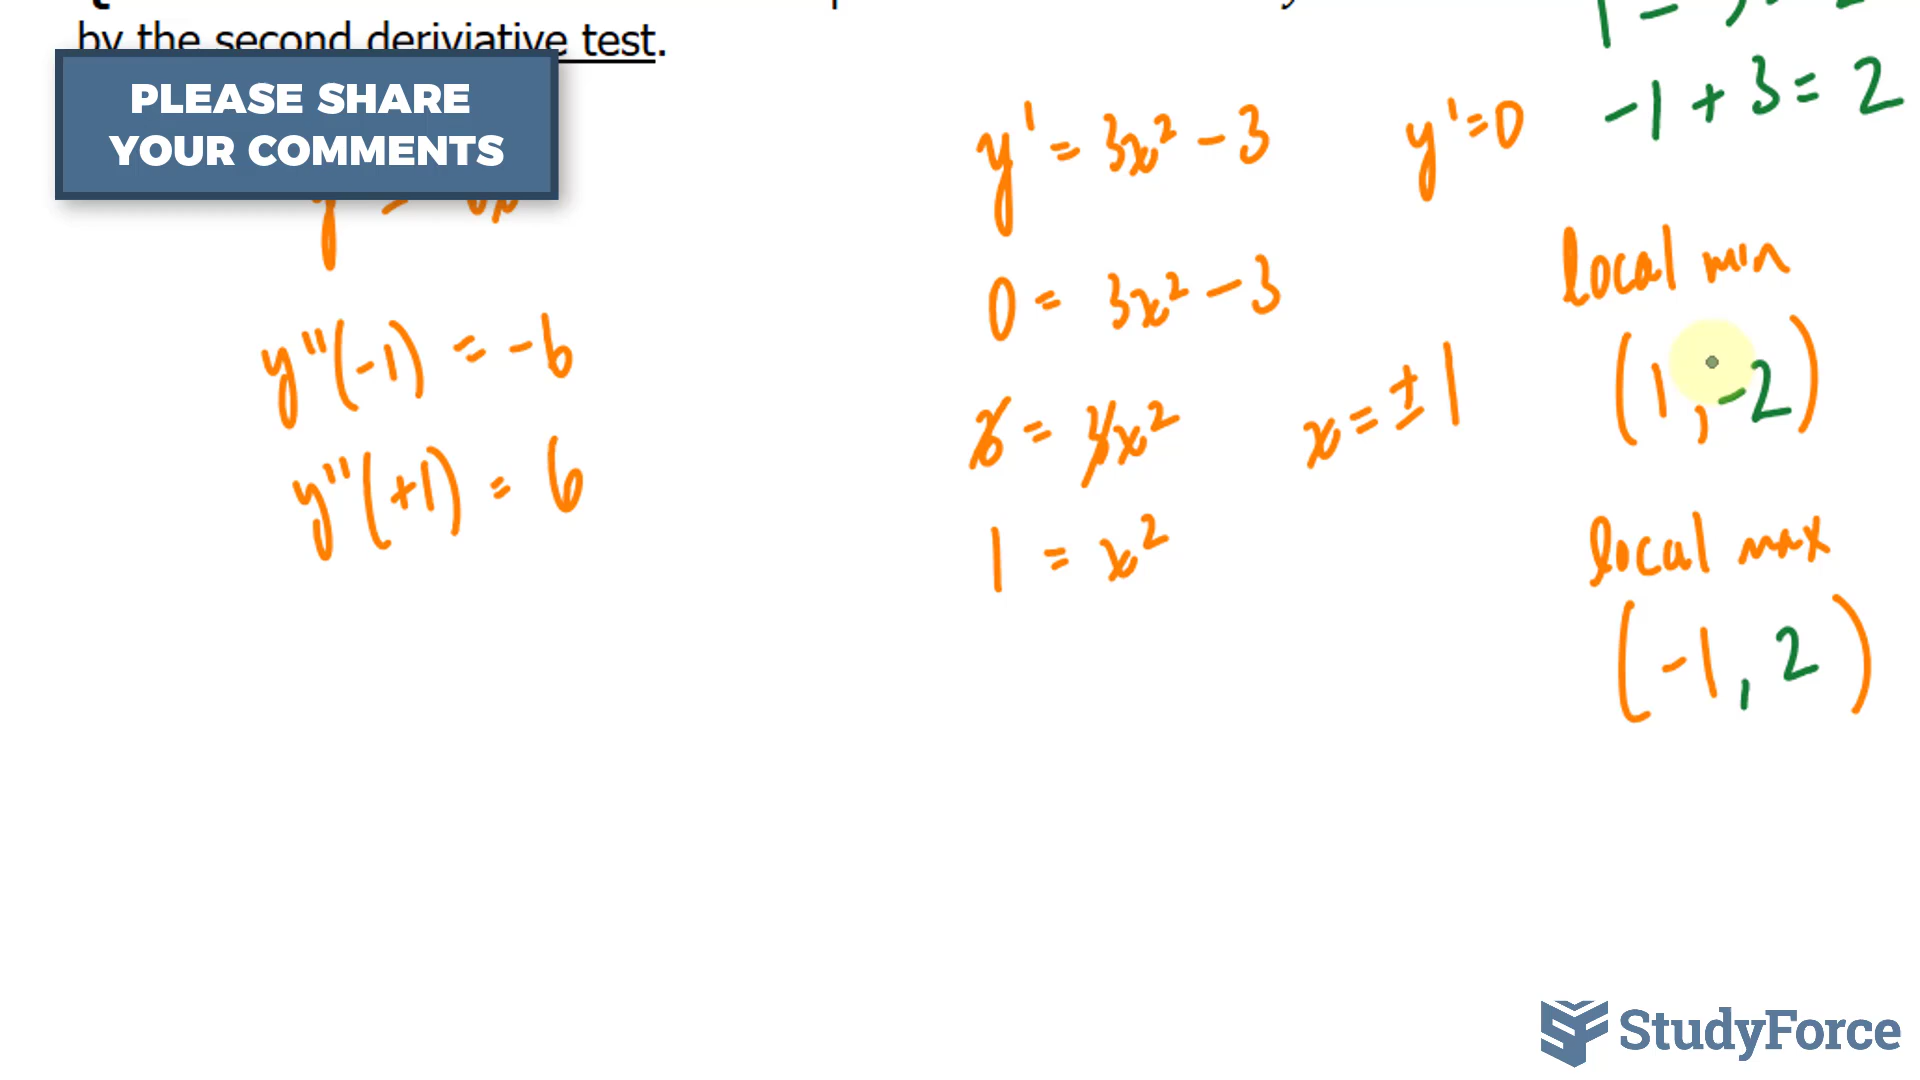 by the second deriviative test.
PLEASE SHARE
YOUR COMMENTS
y''(-1) = -6
y''(+1) = 6
y' = 3x² - 3
y' = 0
0 = 3x² - 3
3 = 3x²
x = ± 1
1 = x²
-1 + 3 = 2
local min
(1, -2)
local max
(-1, 2)
StudyForce